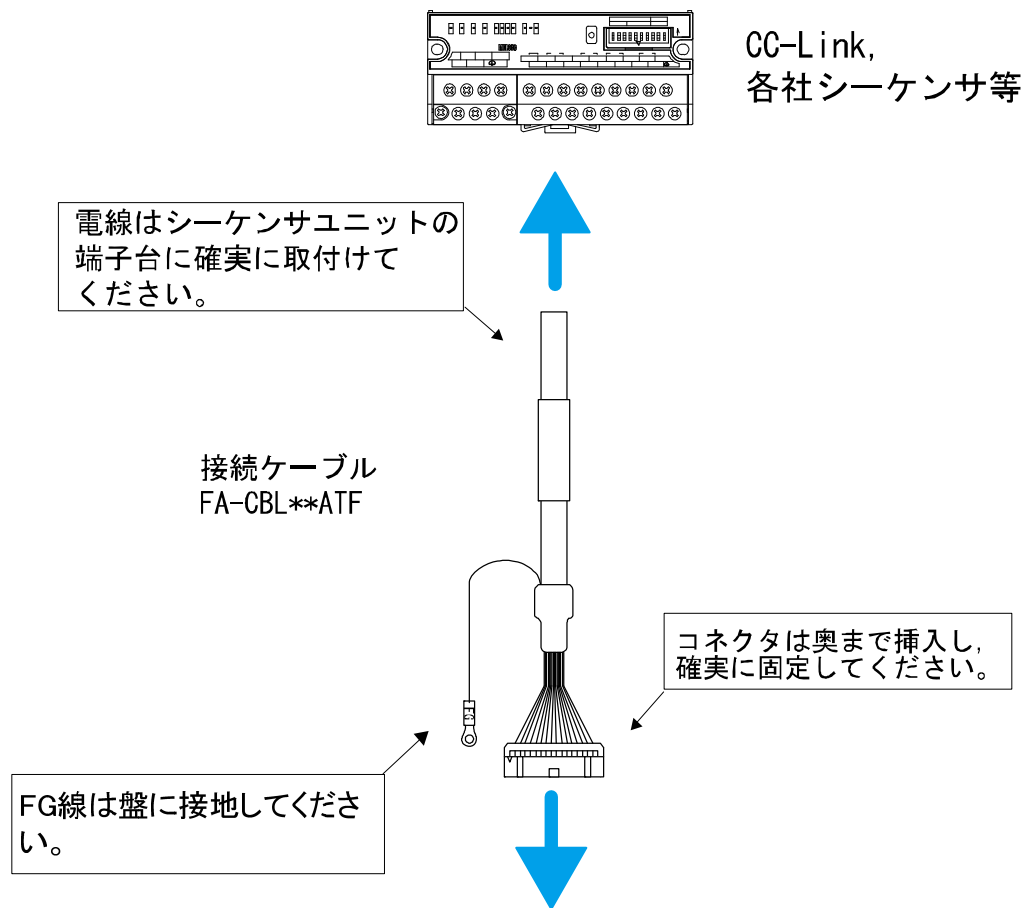 CC-Link,
各社シーケンサ等
電線はシーケンサユニットの
端子台に確実に取付けて
ください。
接続ケーブル
FA-CBL**ATF
コネクタは奥まで挿入し,
確実に固定してください。
FG線は盤に接地してくださ
い。